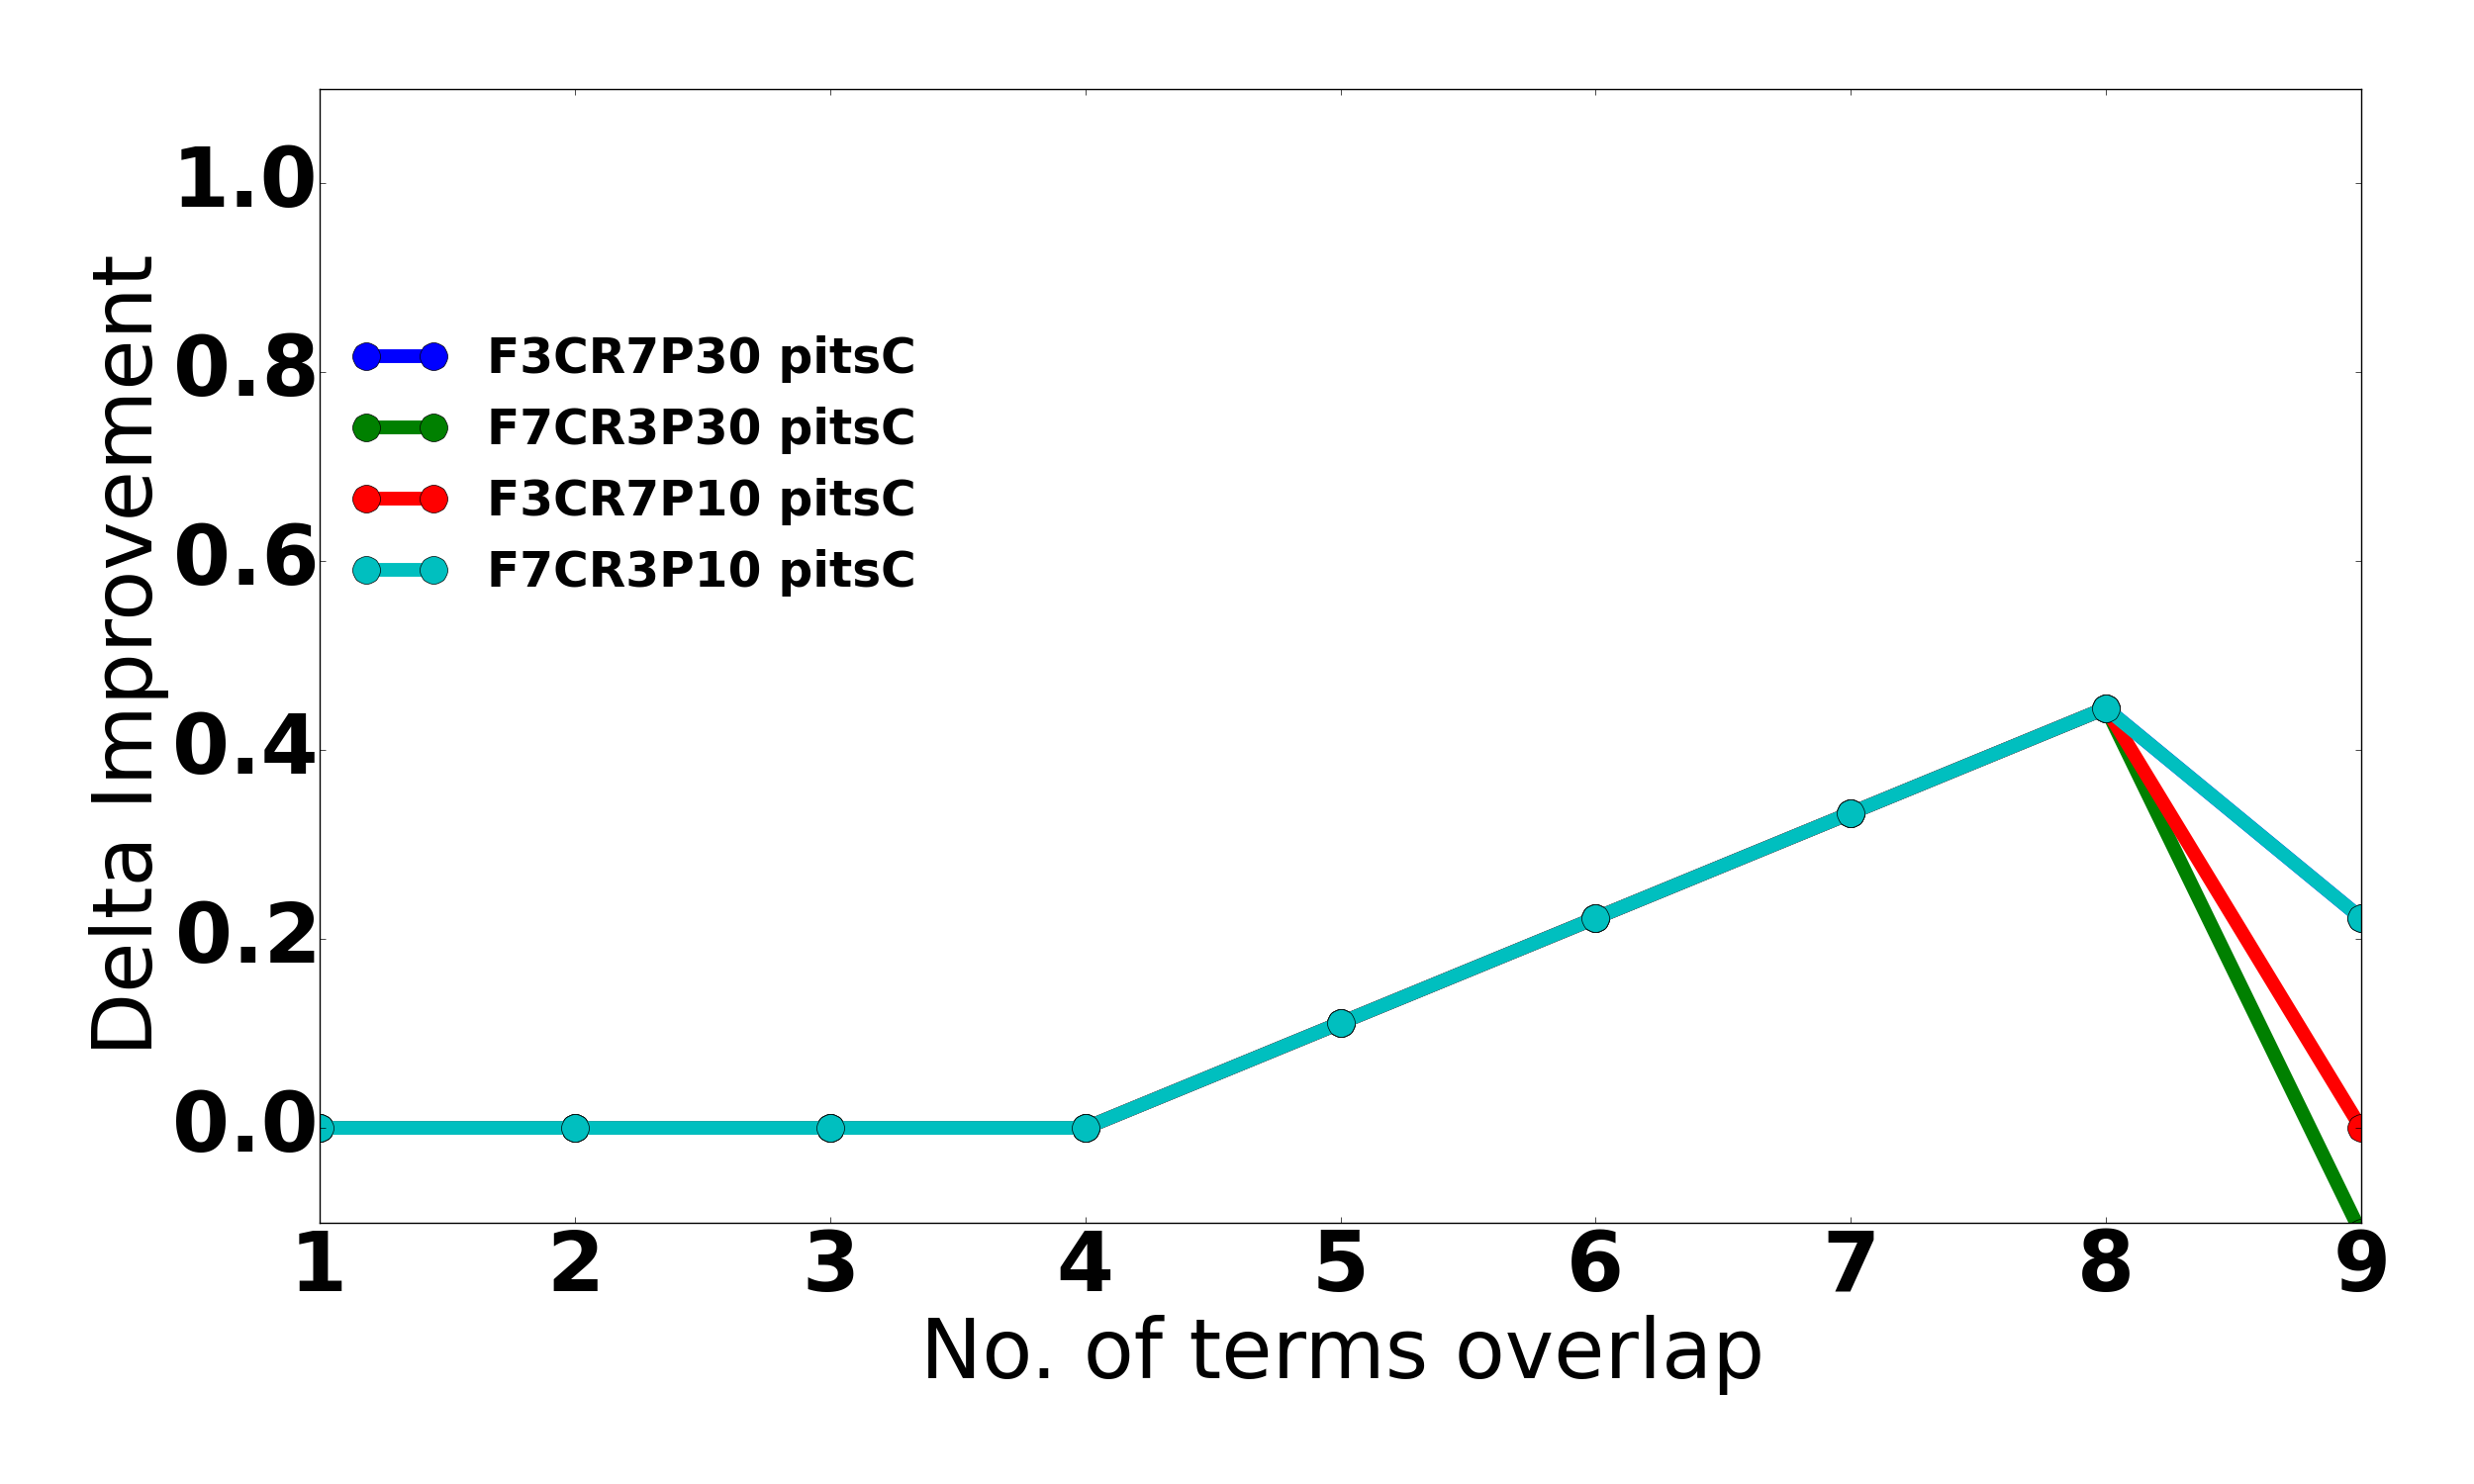 Delta Improvement
1.0
0.8
0.6
0.4
0.2
0.0
F3CR7P30 pitsC
F7CR3P30 pitsC
F3CR7P10 pitsC
F7CR3P10 pitsC
1 2 3 4 5 6 7 8 9
No. of terms overlap